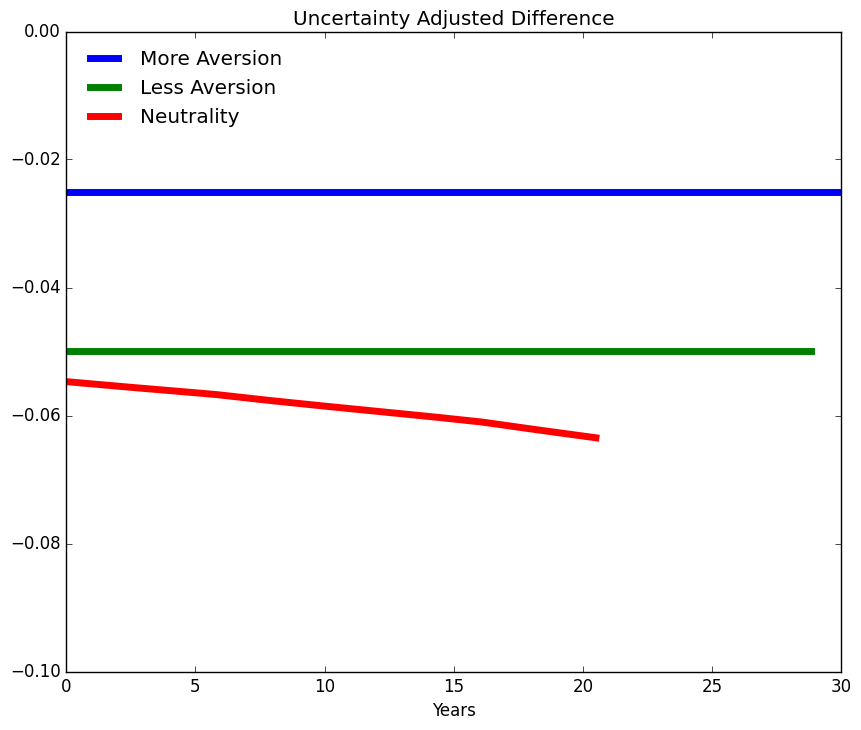 Uncertainty Adjusted Difference
0.00
More Aversion
Less Aversion
Neutrality
−0.02
−0.04
−0.06
−0.08
−0.10
0 5 10 15 20 25 30
Years